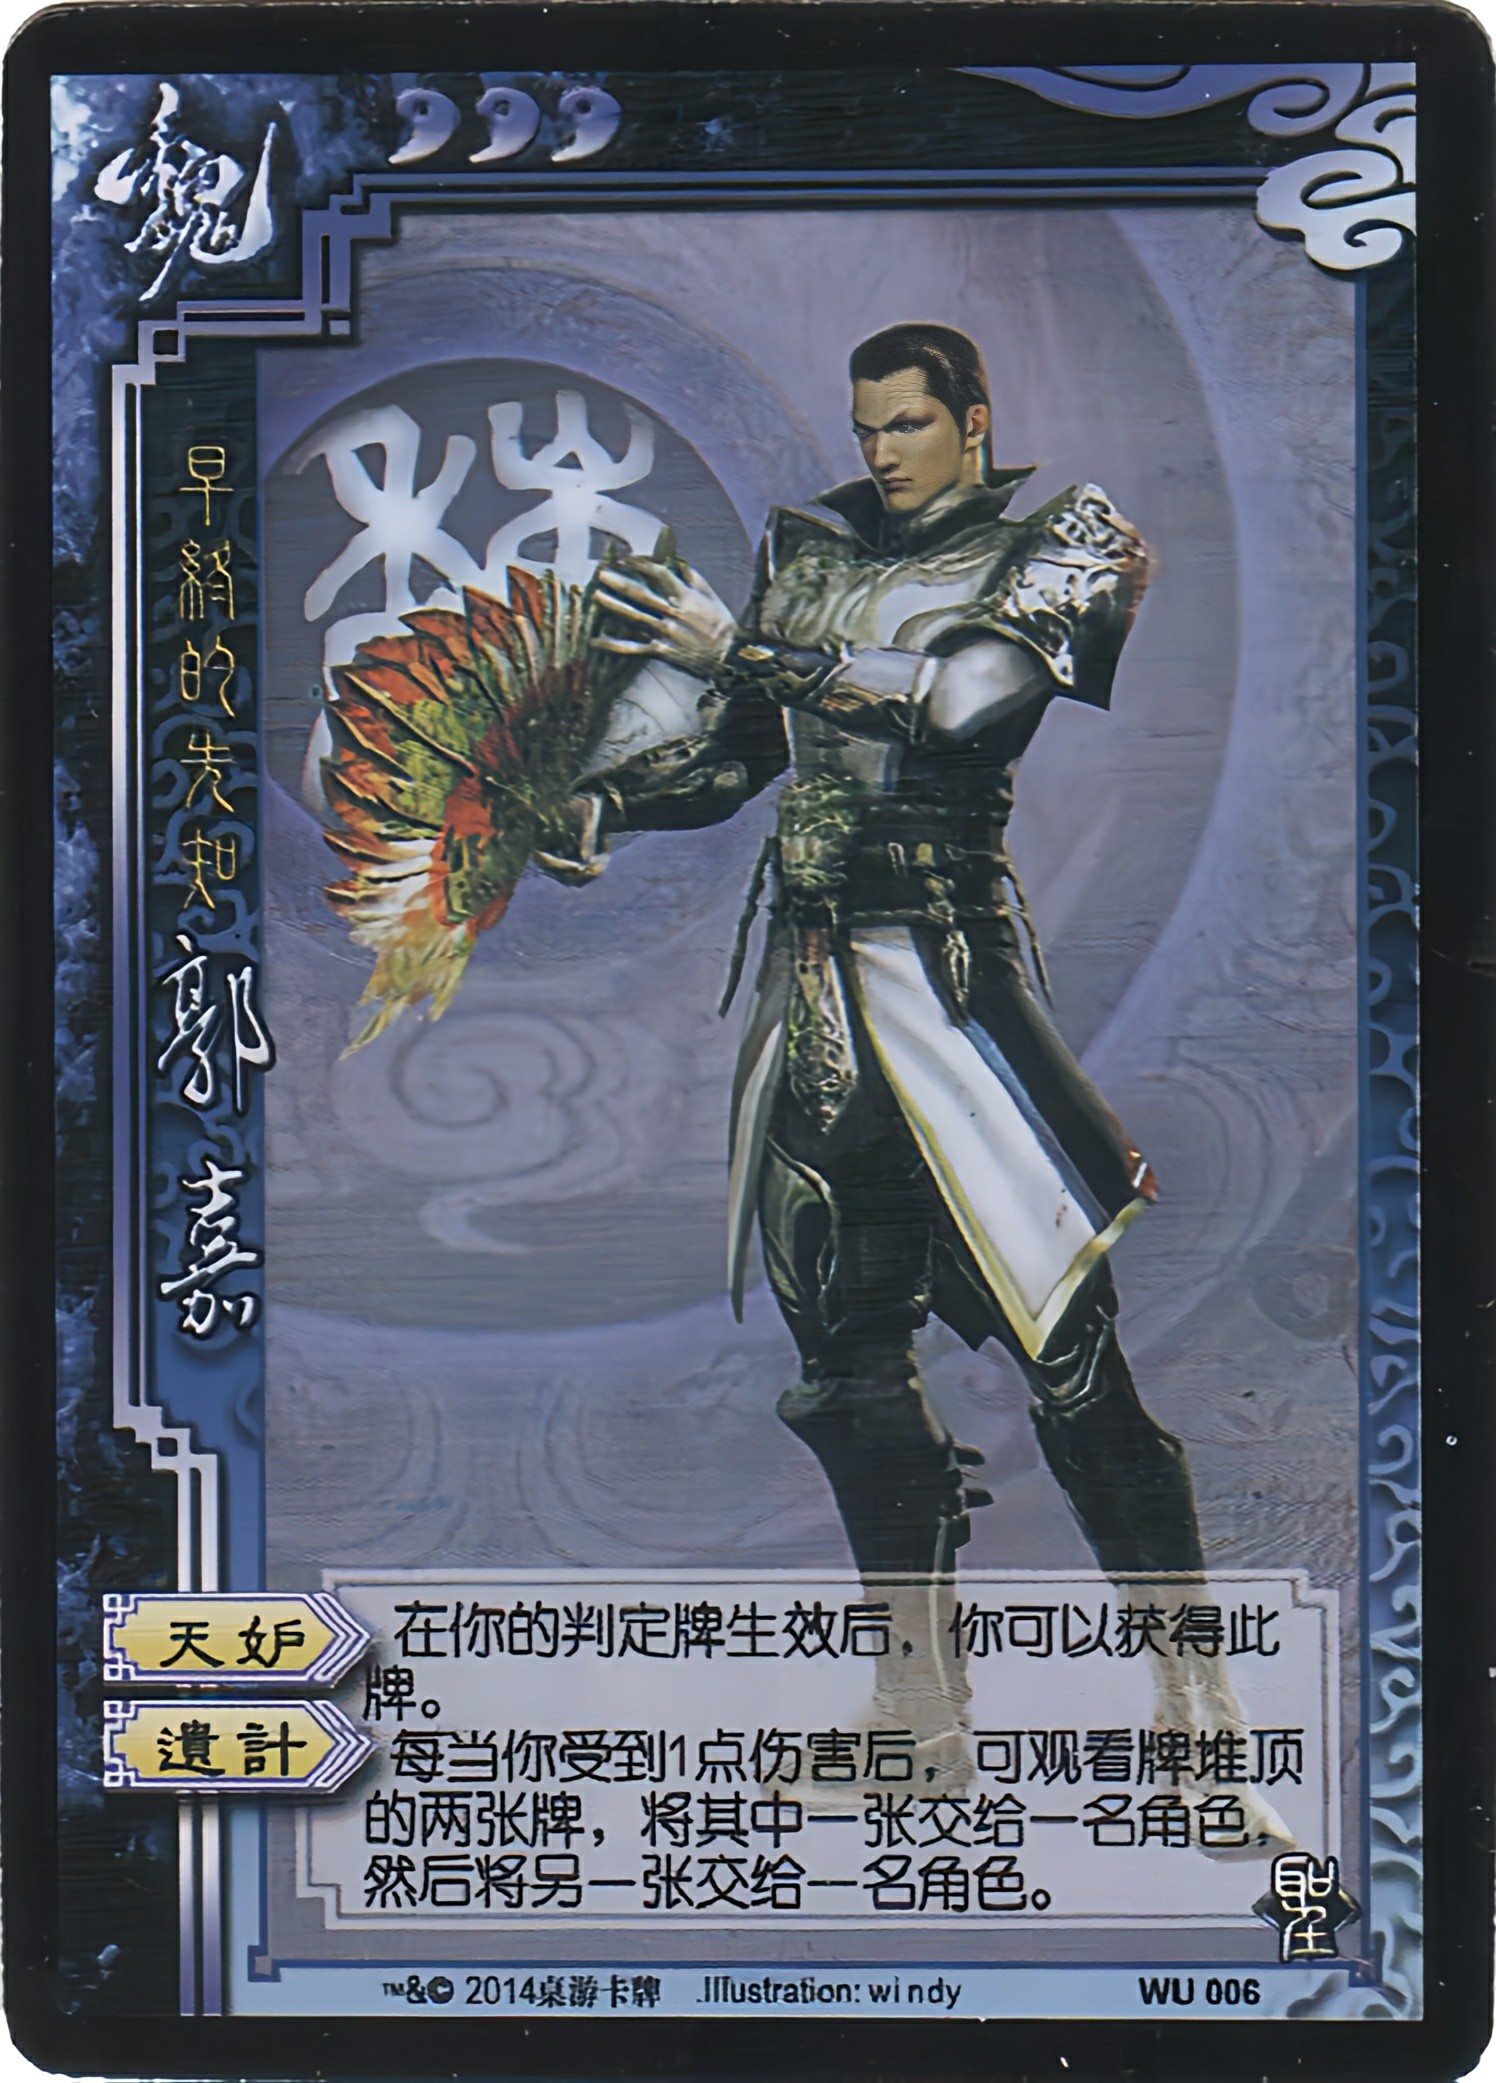 魏
早終的先知
郭嘉
天妒
在你的判定牌生效后，你可以获得此
牌。
遺計
每当你受到1点伤害后，可观看牌堆顶
的两张牌，将其中一张交给一名角色，
然后将另一张交给一名角色。
聖
™&© 2014桌游卡牌 .Illustration: windy WU 006